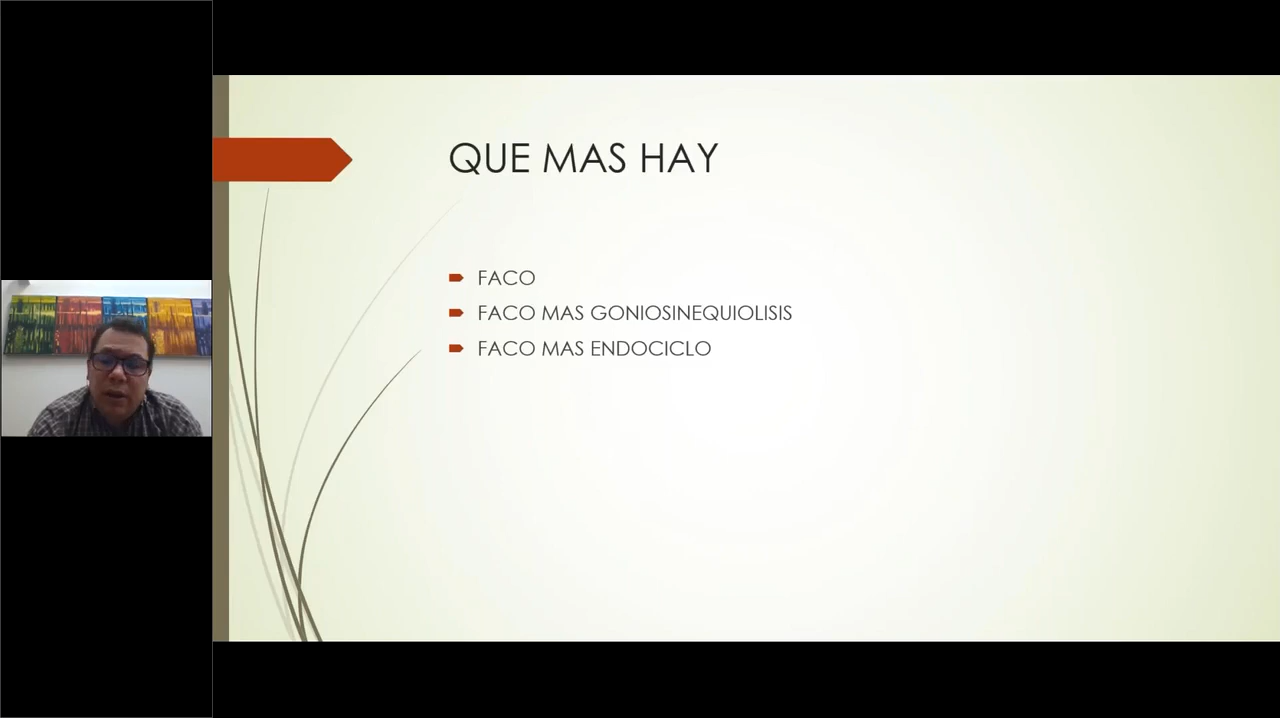 QUE MAS HAY
FACO
FACO MAS GONIOSINEQUIOLISIS
FACO MAS ENDOCICLO